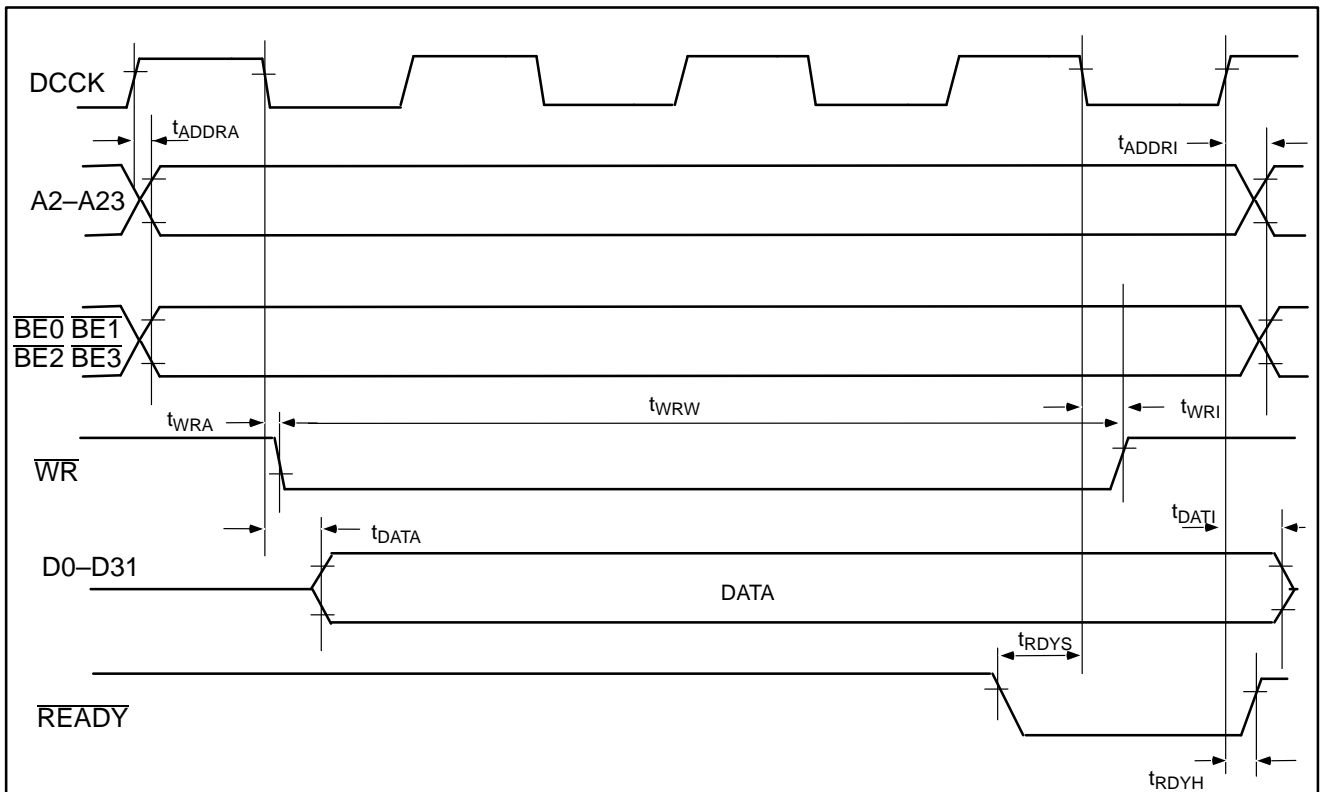 DCCK
tADDRA
tADDRI
A2–A23
BE0 BE1
BE2 BE3
tWRA
tWRW
tWRI
WR
tDATA
tDATI
D0–D31
DATA
tRDYS
READY
tRDYH